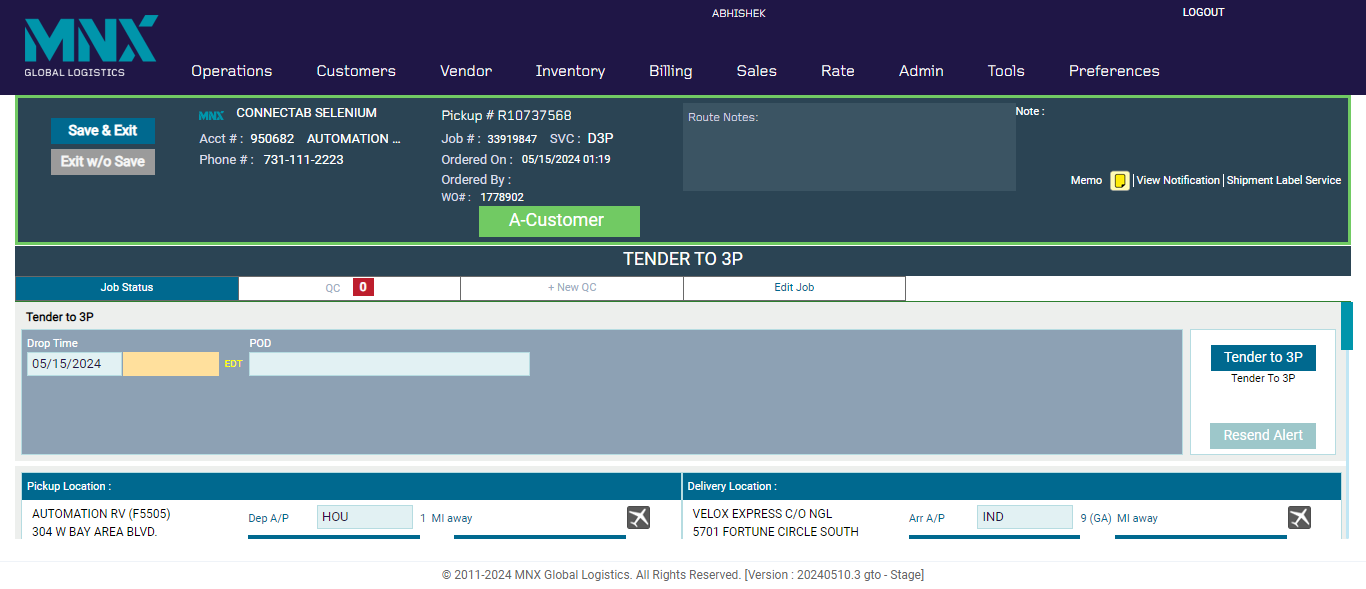 MNX
GLOBAL LOGISTICS
ABHISHEK
LOGOUT
Operations Customers Vendor Inventory Billing Sales Rate Admin Tools Preferences
Save & Exit
Exit w/o Save
MNX CONNECTAB SELENIUM
Acct # : 950682 AUTOMATION ...
Phone # : 731-111-2223
Pickup # R10737568
Job # : 33919847 SVC : D3P
Ordered On : 05/15/2024 01:19
Ordered By :
WO# : 1778902
A-Customer
Route Notes:
Note :
Memo | View Notification | Shipment Label Service
TENDER TO 3P
Job Status QC 0 + New QC Edit Job
Tender to 3P
Drop Time POD
05/15/2024 EDT
Tender to 3P
Tender To 3P
Resend Alert
Pickup Location :
AUTOMATION RV (F5505)
304 W BAY AREA BLVD.
Dep A/P HOU 1 MI away
Delivery Location :
VELOX EXPRESS C/O NGL
5701 FORTUNE CIRCLE SOUTH
Arr A/P IND 9 (GA) MI away
© 2011-2024 MNX Global Logistics. All Rights Reserved. [Version : 20240510.3 gto - Stage]